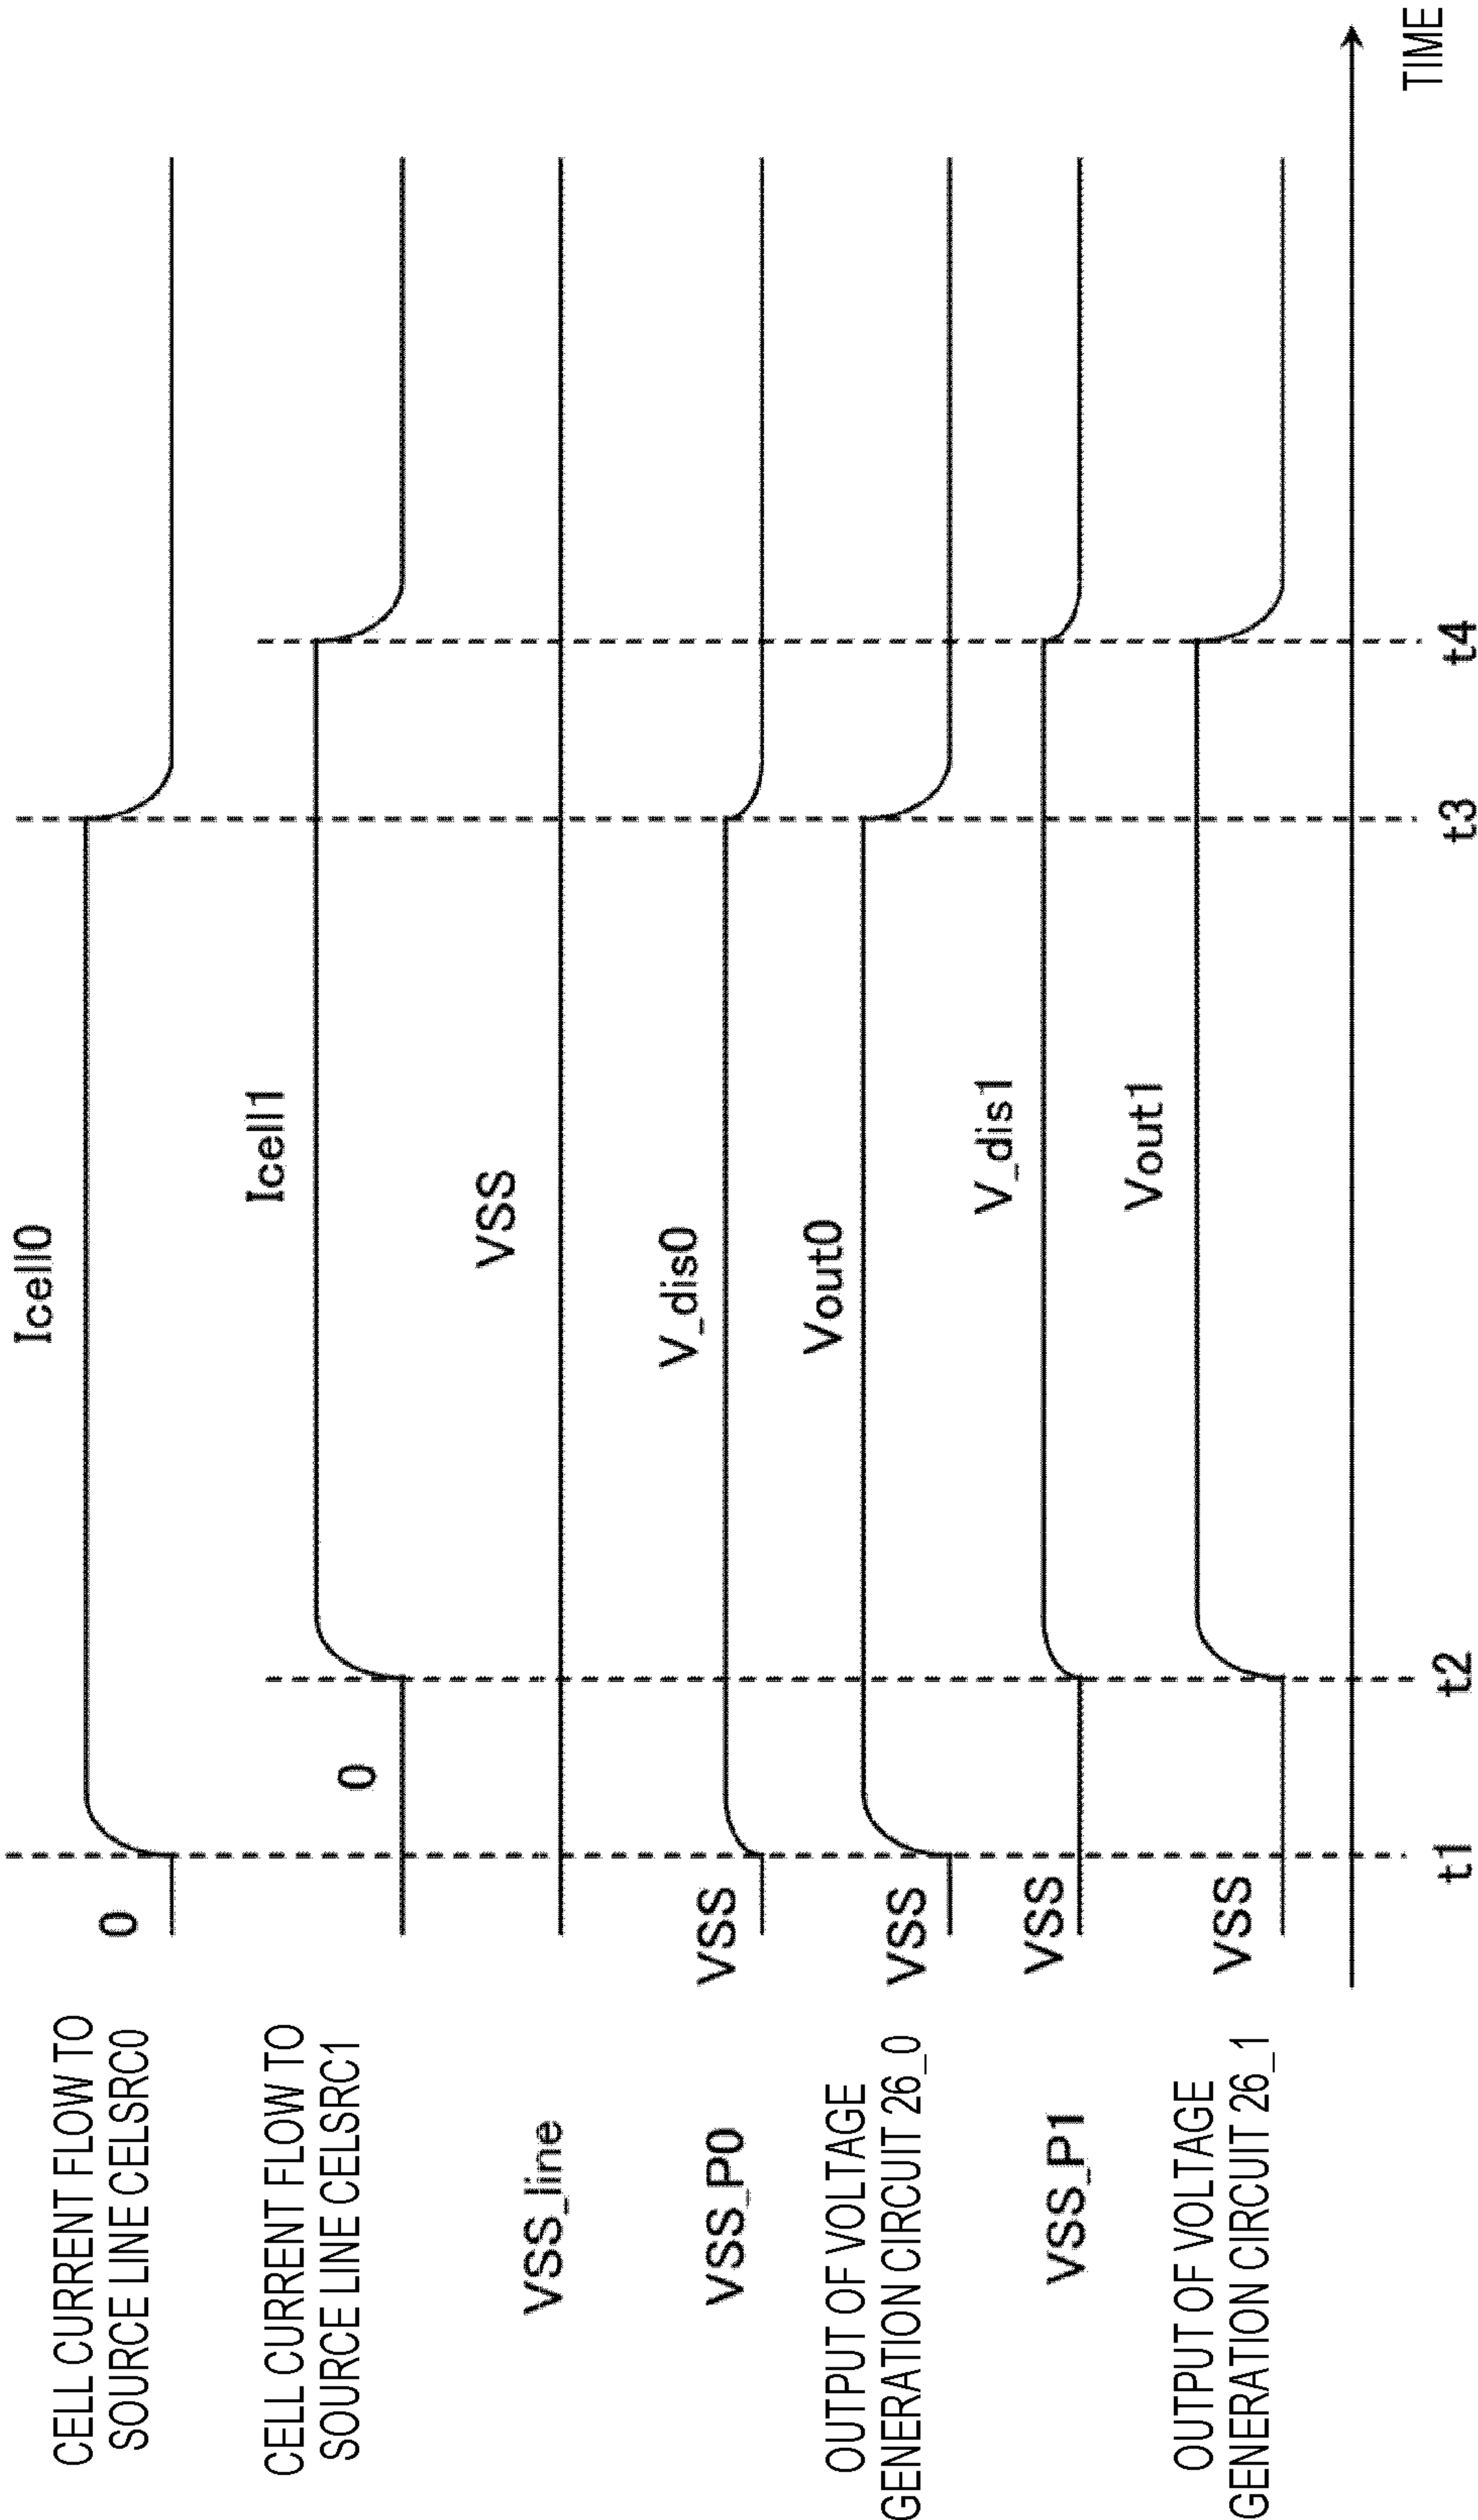 CELL CURRENT FLOW TO
SOURCE LINE CELSRC0
0
Icell0
CELL CURRENT FLOW TO
SOURCE LINE CELSRC1
0
Icell1
VSS_line
VSS
VSS_P0
VSS
V_dis0
OUTPUT OF VOLTAGE
GENERATION CIRCUIT 26_0
VSS
Vout0
VSS_P1
VSS
V_dis1
OUTPUT OF VOLTAGE
GENERATION CIRCUIT 26_1
VSS
Vout1
t1
t2
t3
t4
TIME